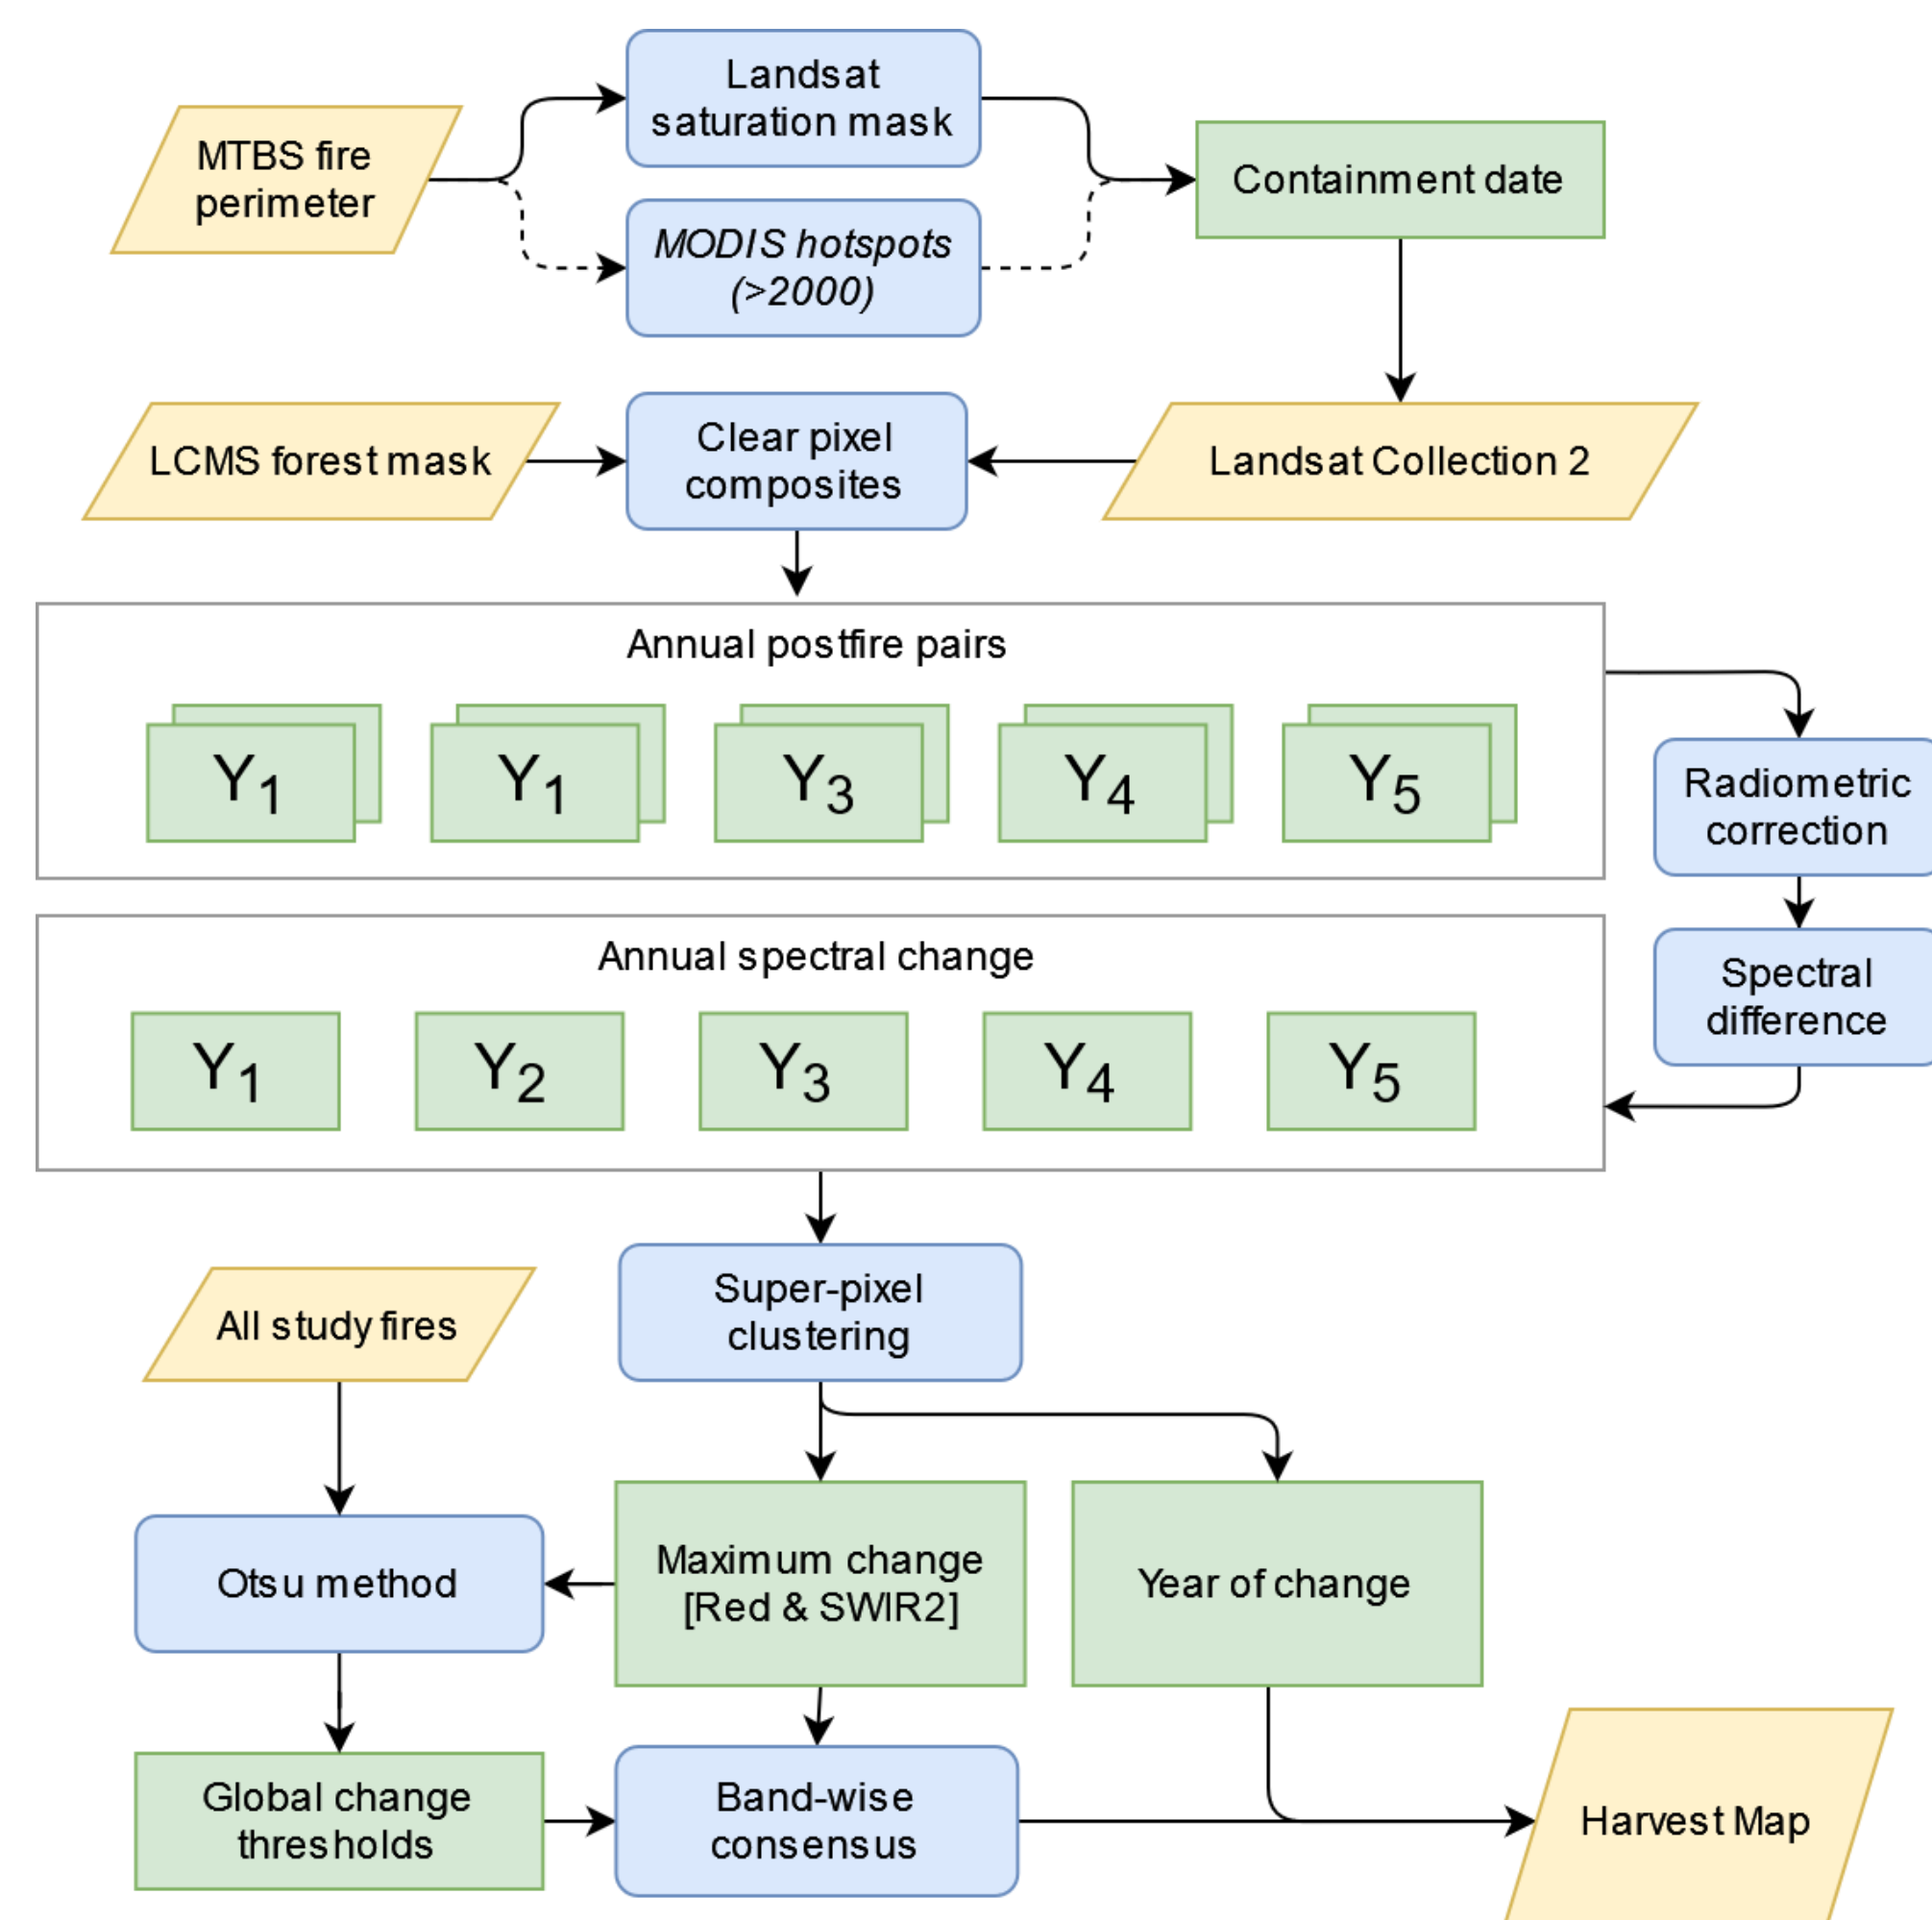 Landsat
saturation mask
MTBS fire
perimeter
Containment date
MODIS hotspots
(>2000)
LCMS forest mask
Clear pixel
composites
Landsat Collection 2
Annual postfire pairs
Y1 Y1 Y3 Y4 Y5
Radiometric
correction
Annual spectral change
Spectral
difference
Y1 Y2 Y3 Y4 Y5
Super-pixel
clustering
All study fires
Otsu method
Maximum change
[Red & SWIR2]
Year of change
Global change
thresholds
Band-wise
consensus
Harvest Map